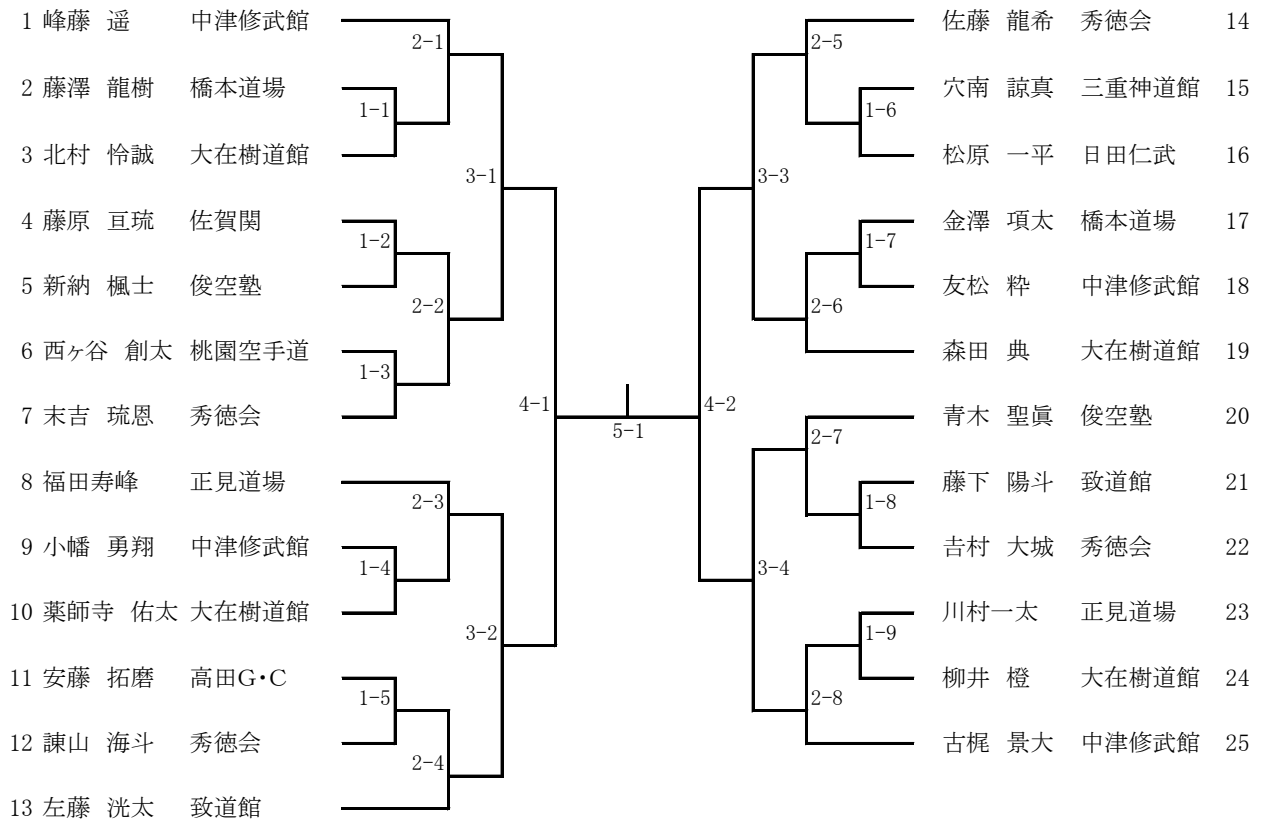 1 峰藤 遥 中津修武館
2-1
2 藤澤 龍樹 橋本道場
1-1
3 北村 怜誠 大在樹道館
3-1
4 藤原 亘琉 佐賀関
1-2
5 新納 楓士 俊空塾
2-2
6 西ヶ谷 創太 桃園空手道
1-3
7 末吉 琉恩 秀徳会
4-1
8 福田寿峰 正見道場
2-3
9 小幡 勇翔 中津修武館
1-4
10 薬師寺 佑太 大在樹道館
3-2
11 安藤 拓磨 高田G・C
1-5
12 諌山 海斗 秀徳会
2-4
13 左藤 洸太 致道館
5-1
佐藤 龍希 秀徳会 14
2-5
穴南 諒真 三重神道館 15
1-6
松原 一平 日田仁武 16
3-3
金澤 項太 橋本道場 17
1-7
友松 粋 中津修武館 18
2-6
森田 典 大在樹道館 19
4-2
青木 聖眞 俊空塾 20
2-7
藤下 陽斗 致道館 21
1-8
𠮷村 大城 秀徳会 22
3-4
川村一太 正見道場 23
1-9
柳井 橙 大在樹道館 24
2-8
古梶 景大 中津修武館 25